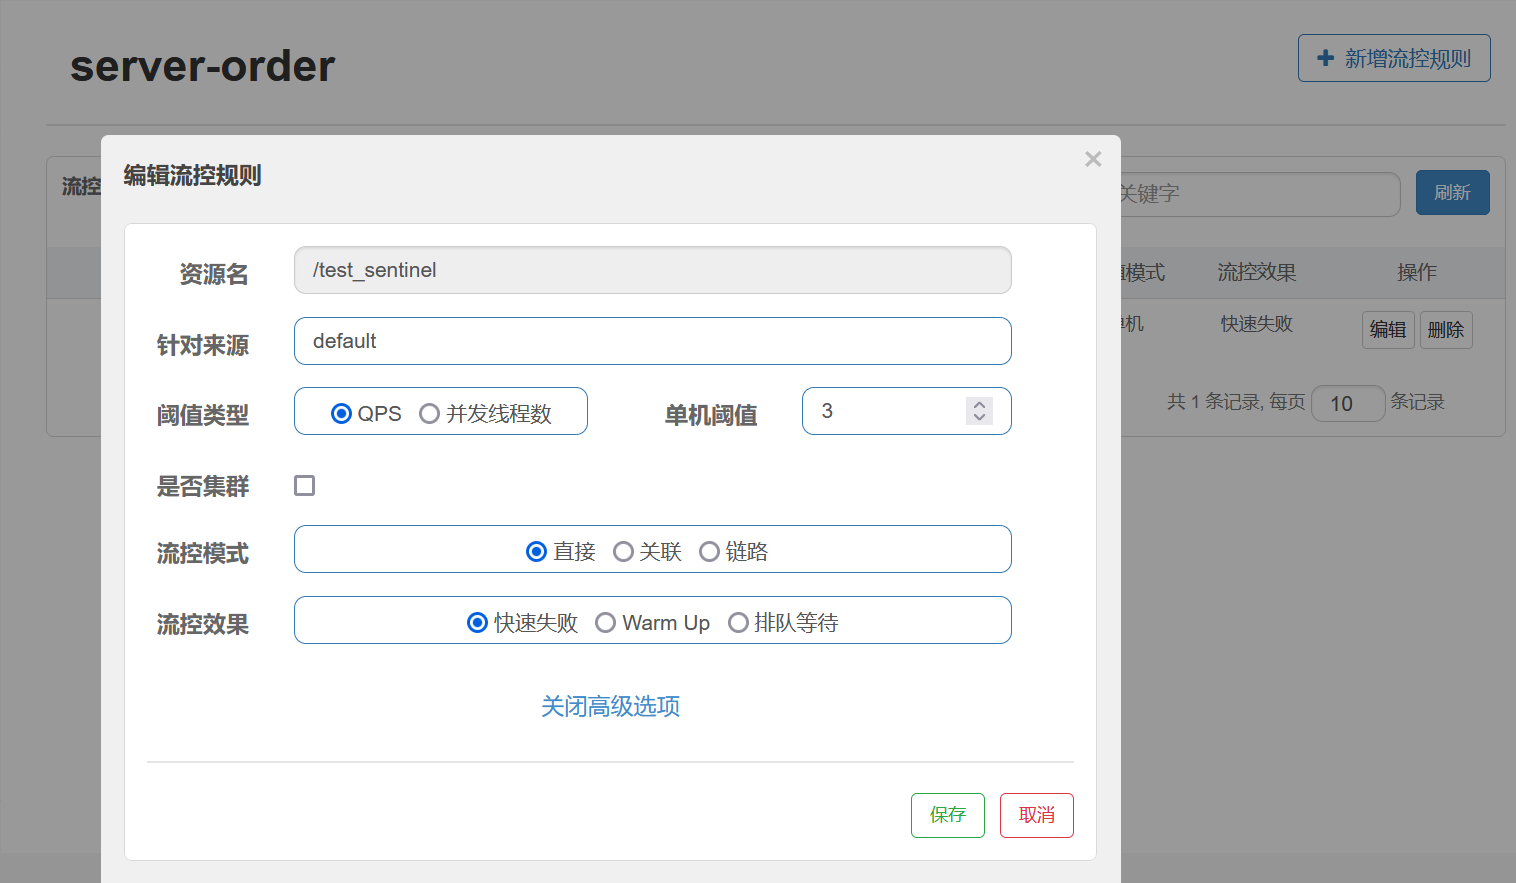 server-order
新增流控规则
编辑流控规则
流控
关键字
刷新
资源名
/test_sentinel
模式
流控效果
操作
针对来源
default
机
快速失败
编辑
删除
阈值类型
QPS
并发线程数
单机阈值
3
共 1 条记录, 每页
10
条记录
是否集群
流控模式
直接
关联
链路
流控效果
快速失败
Warm Up
排队等待
关闭高级选项
保存
取消